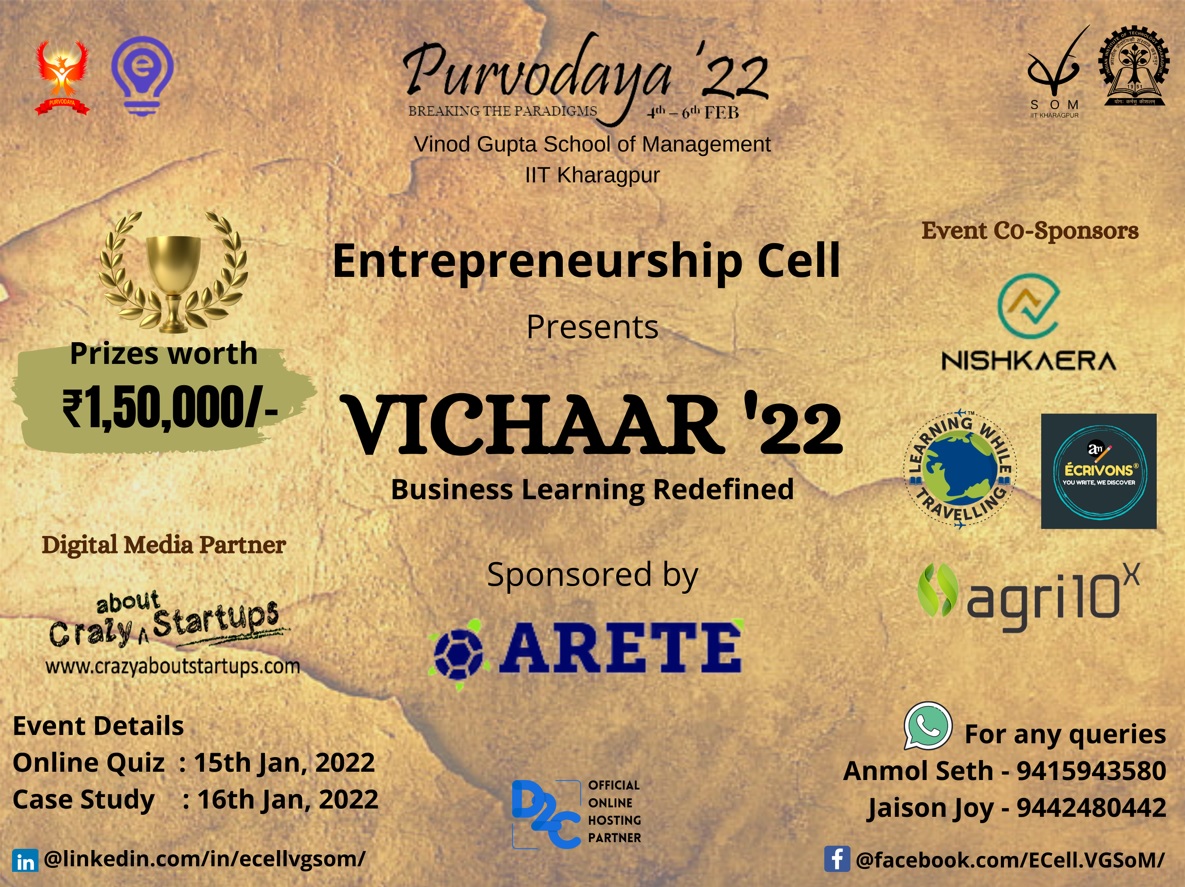 PURVODAYA
e
Purvodaya '22
BREAKING THE PARADIGMS 4th – 6th FEB
Vinod Gupta School of Management
IIT Kharagpur
SOM
IIT KHARAGPUR
Prizes worth
₹1,50,000/-
Entrepreneurship Cell
Presents
VICHAAR '22
Business Learning Redefined
Event C0-Sponsors
NISHKAERA
LEARNING WHILE TRAVELLING™
ÉCRIVONS®
YOU WRITE, WE DISCOVER
agri10x
Digital Media Partner
Crazy about Startups
www.crazyaboutstartups.com
Sponsored by
ARETE
Event Details
Online Quiz : 15th Jan, 2022
Case Study : 16th Jan, 2022
@linkedin.com/in/ecellvgsom/
D2C
OFFICIAL
ONLINE
HOSTING
PARTNER
For any queries
Anmol Seth - 9415943580
Jaison Joy - 9442480442
@facebook.com/ECell.VGSoM/